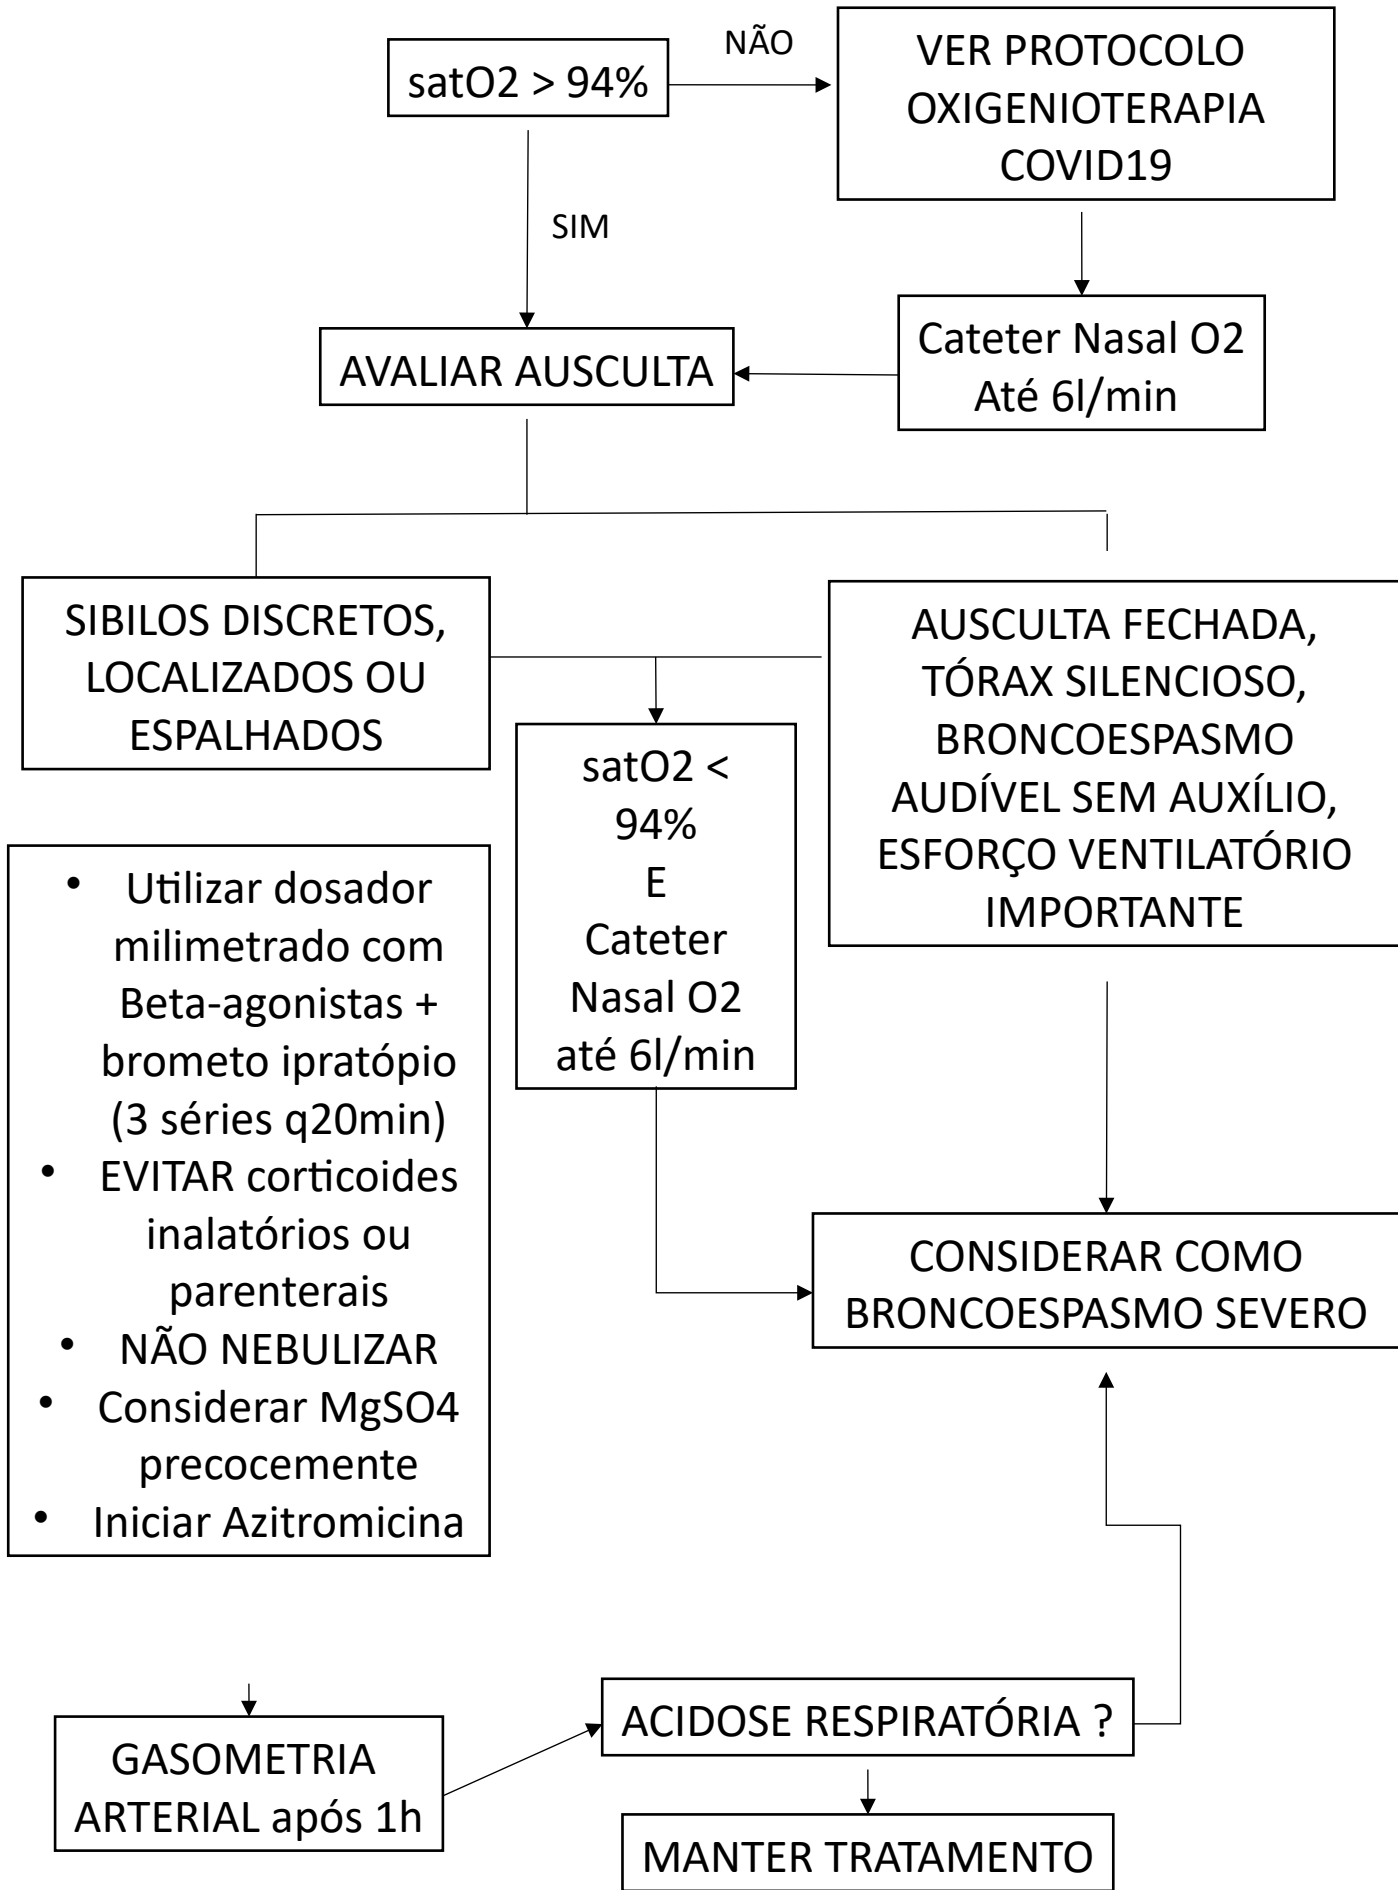 satO2 > 94%
NÃO
VER PROTOCOLO
OXIGENIOTERAPIA
COVID19
SIM
AVALIAR AUSCULTA
Cateter Nasal O2
Até 6l/min
SIBILOS DISCRETOS,
LOCALIZADOS OU
ESPALHADOS
satO2 <
94%
E
Cateter
Nasal O2
até 6l/min
AUSCULTA FECHADA,
TÓRAX SILENCIOSO,
BRONCOESPASMO
AUDÍVEL SEM AUXÍLIO,
ESFORÇO VENTILATÓRIO
IMPORTANTE
• Utilizar dosador
milimetrado com
Beta-agonistas +
brometo ipratópio
(3 séries q20min)
• EVITAR corticoides
inalatórios ou
parenterais
• NÃO NEBULIZAR
• Considerar MgSO4
precocemente
• Iniciar Azitromicina
CONSIDERAR COMO
BRONCOESPASMO SEVERO
GASOMETRIA
ARTERIAL após 1h
ACIDOSE RESPIRATÓRIA ?
MANTER TRATAMENTO